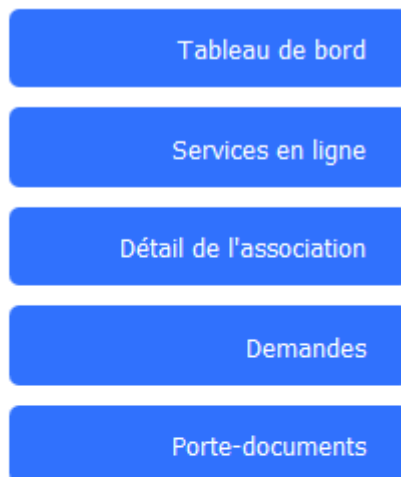 Tableau de bord
Services en ligne
Détail de l'association
Demandes
Porte-documents